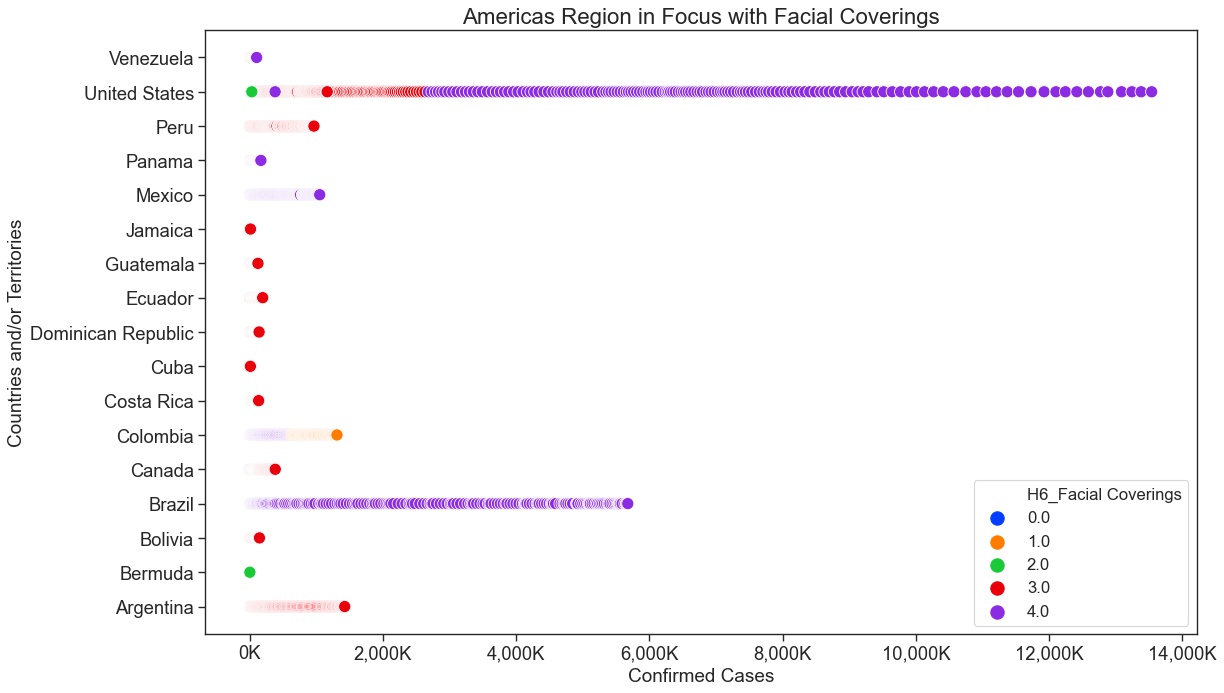 Americas Region in Focus with Facial Coverings
Countries and/or Territories
Venezuela
United States
Peru
Panama
Mexico
Jamaica
Guatemala
Ecuador
Dominican Republic
Cuba
Costa Rica
Colombia
Canada
Brazil
Bolivia
Bermuda
Argentina
H6_Facial Coverings
0.0
1.0
2.0
3.0
4.0
0K 2,000K 4,000K 6,000K 8,000K 10,000K 12,000K 14,000K
Confirmed Cases